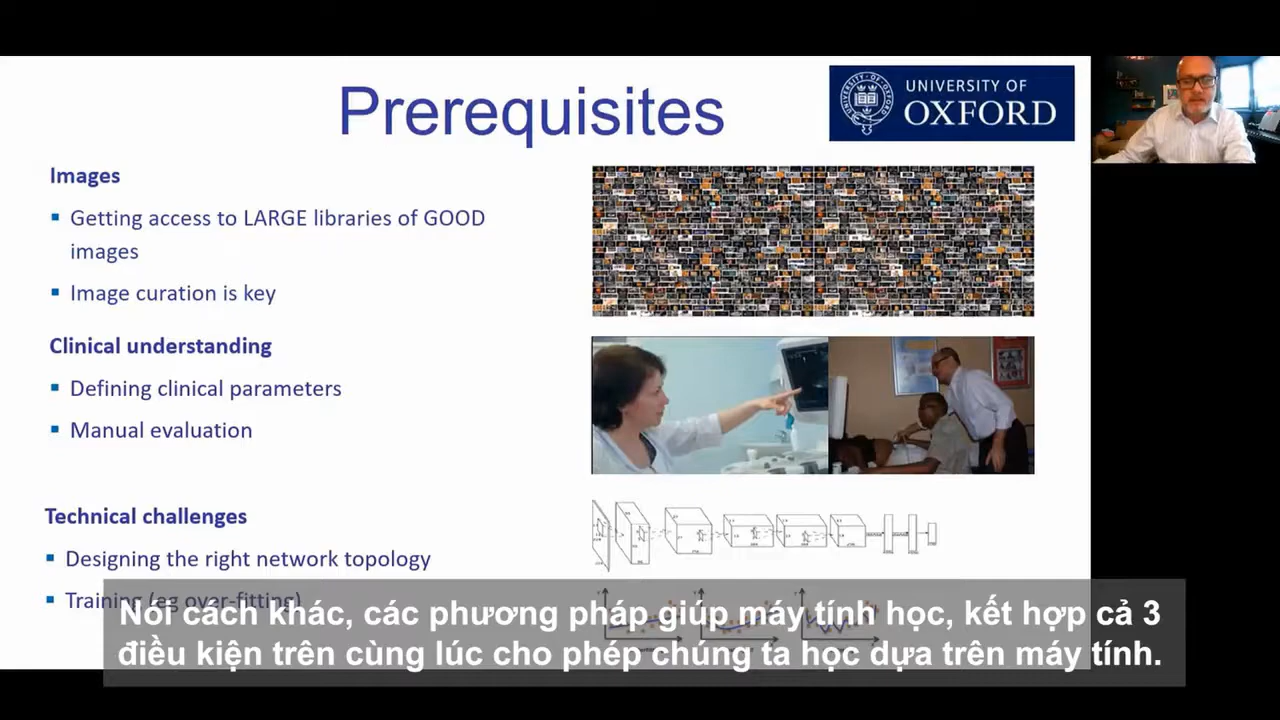 Prerequisites
UNIVERSITY OF
OXFORD
Images
▪ Getting access to LARGE libraries of GOOD
images
▪ Image curation is key
Clinical understanding
▪ Defining clinical parameters
▪ Manual evaluation
Technical challenges
▪ Designing the right network topology
▪ Training (eg over-fitting)
Nói cách khác, các phương pháp giúp máy tính học, kết hợp cả 3
điều kiện trên cùng lúc cho phép chúng ta học dựa trên máy tính.